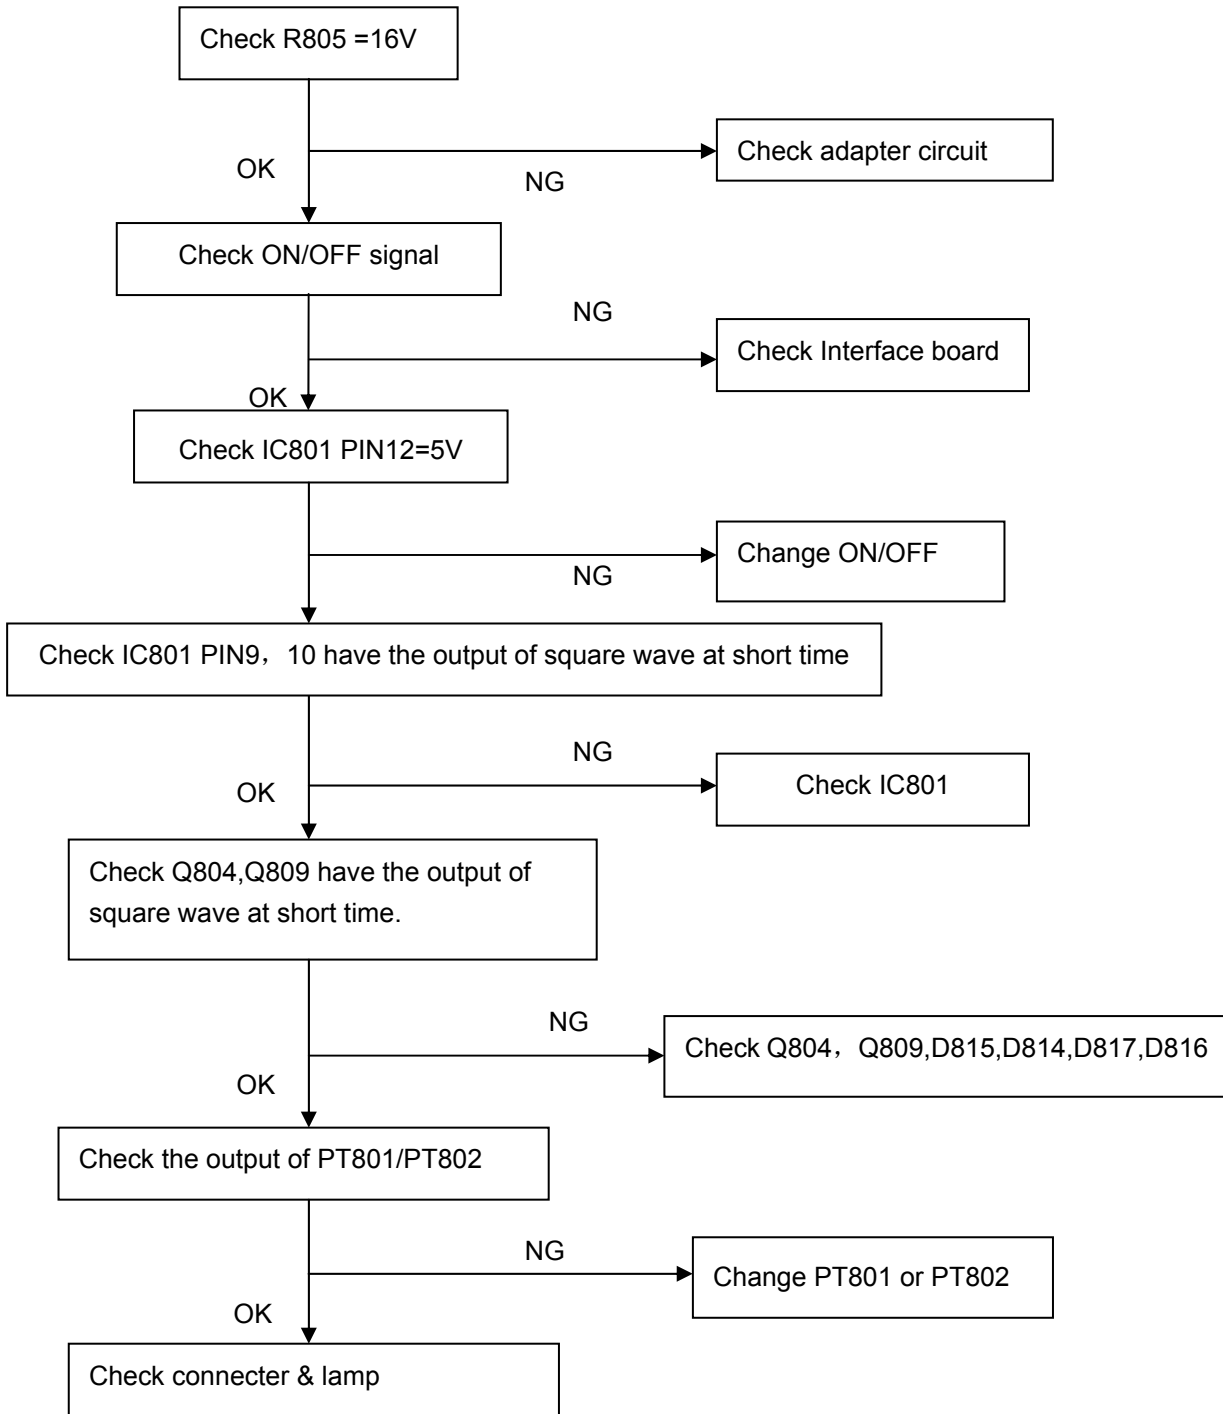 Check R805 =16V
OK
NG
Check adapter circuit
Check ON/OFF signal
NG
Check Interface board
OK
Check IC801 PIN12=5V
Change ON/OFF
NG
Check IC801 PIN9，10 have the output of square wave at short time
NG
OK
Check IC801
Check Q804,Q809 have the output of
square wave at short time.
NG
Check Q804，Q809,D815,D814,D817,D816
OK
Check the output of PT801/PT802
NG
Change PT801 or PT802
OK
Check connecter & lamp